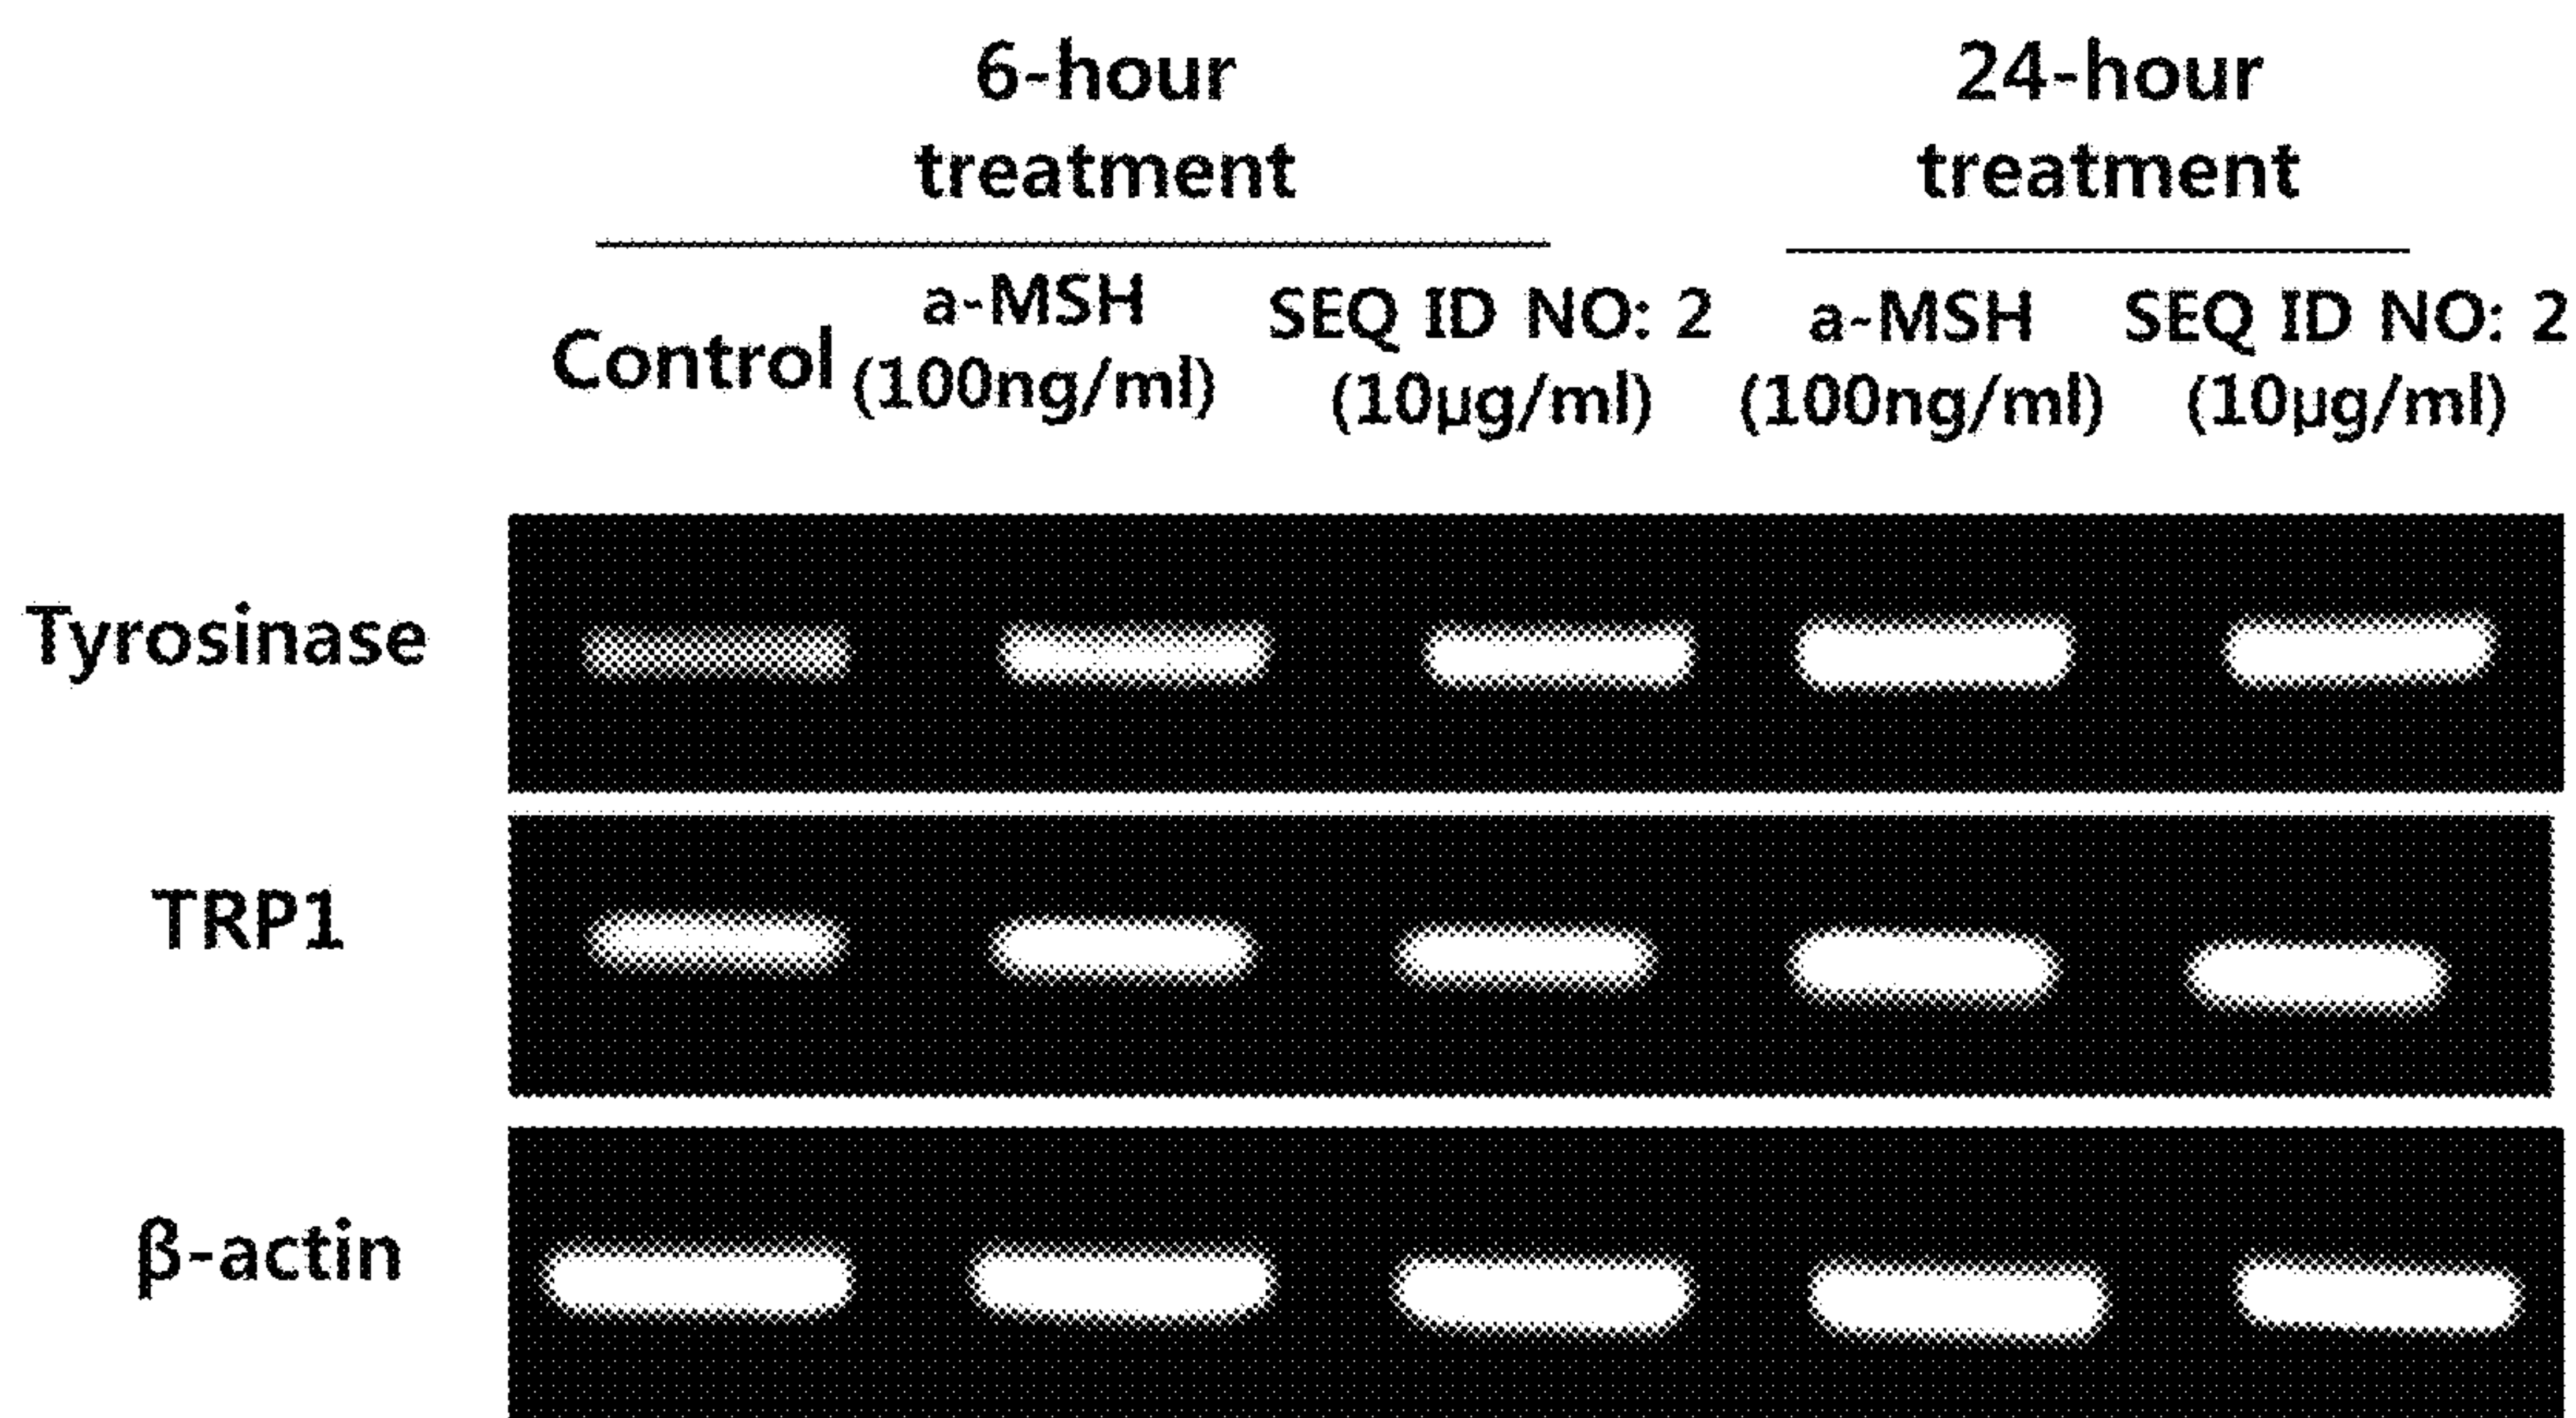 6-hour
treatment
24-hour
treatment
Control
a-MSH
(100ng/ml)
SEQ ID NO: 2
(10μg/ml)
a-MSH
(100ng/ml)
SEQ ID NO: 2
(10μg/ml)
Tyrosinase
TRP1
β-actin